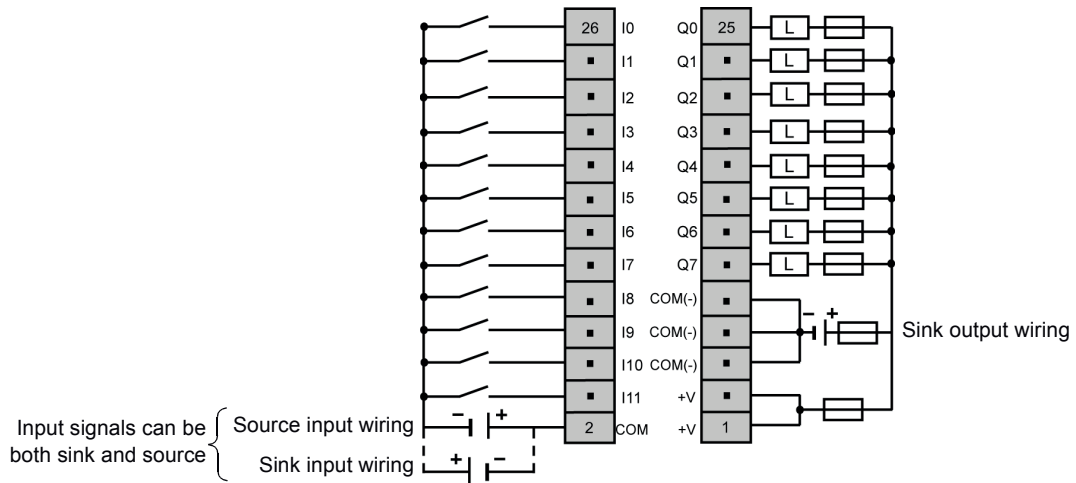 26 I0 Q0 25 L
I1 Q1 L
I2 Q2 L
I3 Q3 L
I4 Q4 L
I5 Q5 L
I6 Q6 L
I7 Q7 L
I8 COM(-)
I9 COM(-) - + Sink output wiring
I10 COM(-)
I11 +V
Input signals can be
both sink and source
Source input wiring - + 2 COM +V 1
Sink input wiring + -